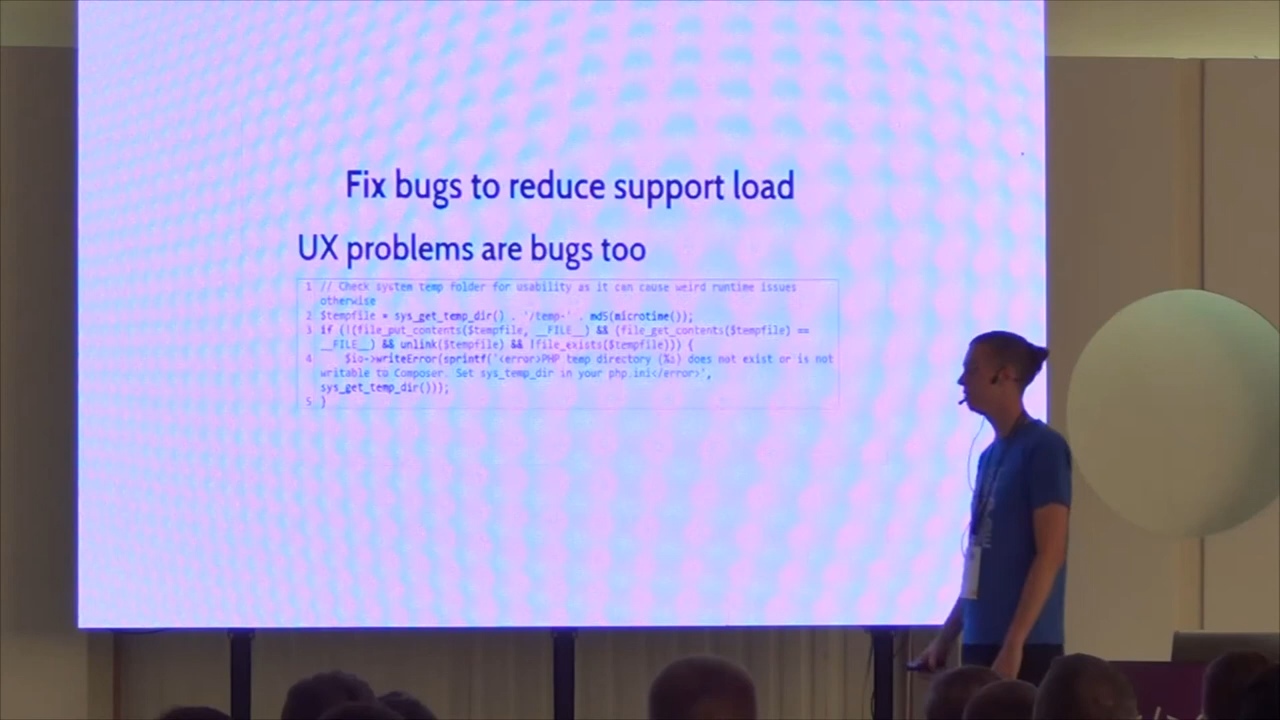 Fix bugs to reduce support load
UX problems are bugs too
1 // Check system temp folder for usability as it can cause weird runtime issues
otherwise
2 $tempfile = sys_get_temp_dir() . '/temp-' . md5(microtime());
3 if (!(file_put_contents($tempfile, __FILE__) && (file_get_contents($tempfile) ==
__FILE__) && unlink($tempfile) && !file_exists($tempfile))) {
4 $io->writeError(sprintf('<error>PHP temp directory (%s) does not exist or is not
writable to Composer. Set sys_temp_dir in your php.ini</error>',
sys_get_temp_dir()));
5 }